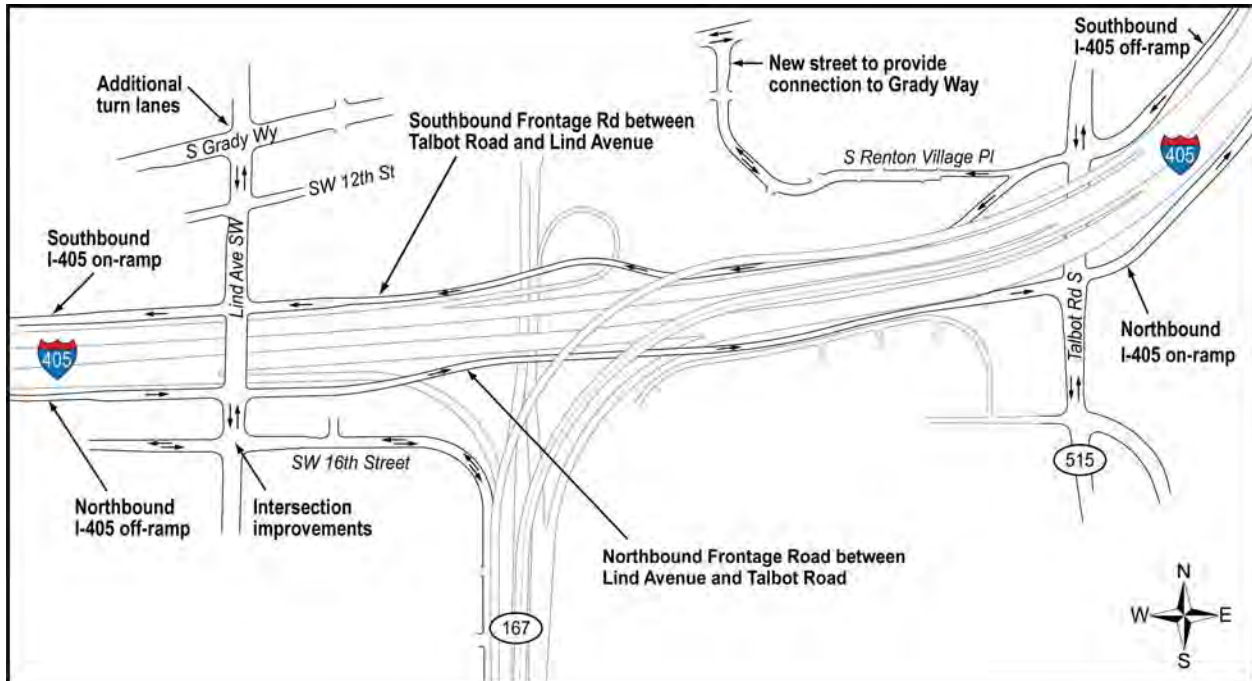 Southbound
I-405 off-ramp
New street to provide
connection to Grady Way
Additional
turn lanes
Southbound Frontage Rd between
Talbot Road and Lind Avenue
S Grady Wy
S Renton Village Pl
405
SW 12th St
Southbound
I-405 on-ramp
Lind Ave SW
Talbot Rd S
405
Northbound
I-405 on-ramp
SW 16th Street
515
Northbound
I-405 off-ramp
Intersection
improvements
Northbound Frontage Road between
Lind Avenue and Talbot Road
167
N
W E
S